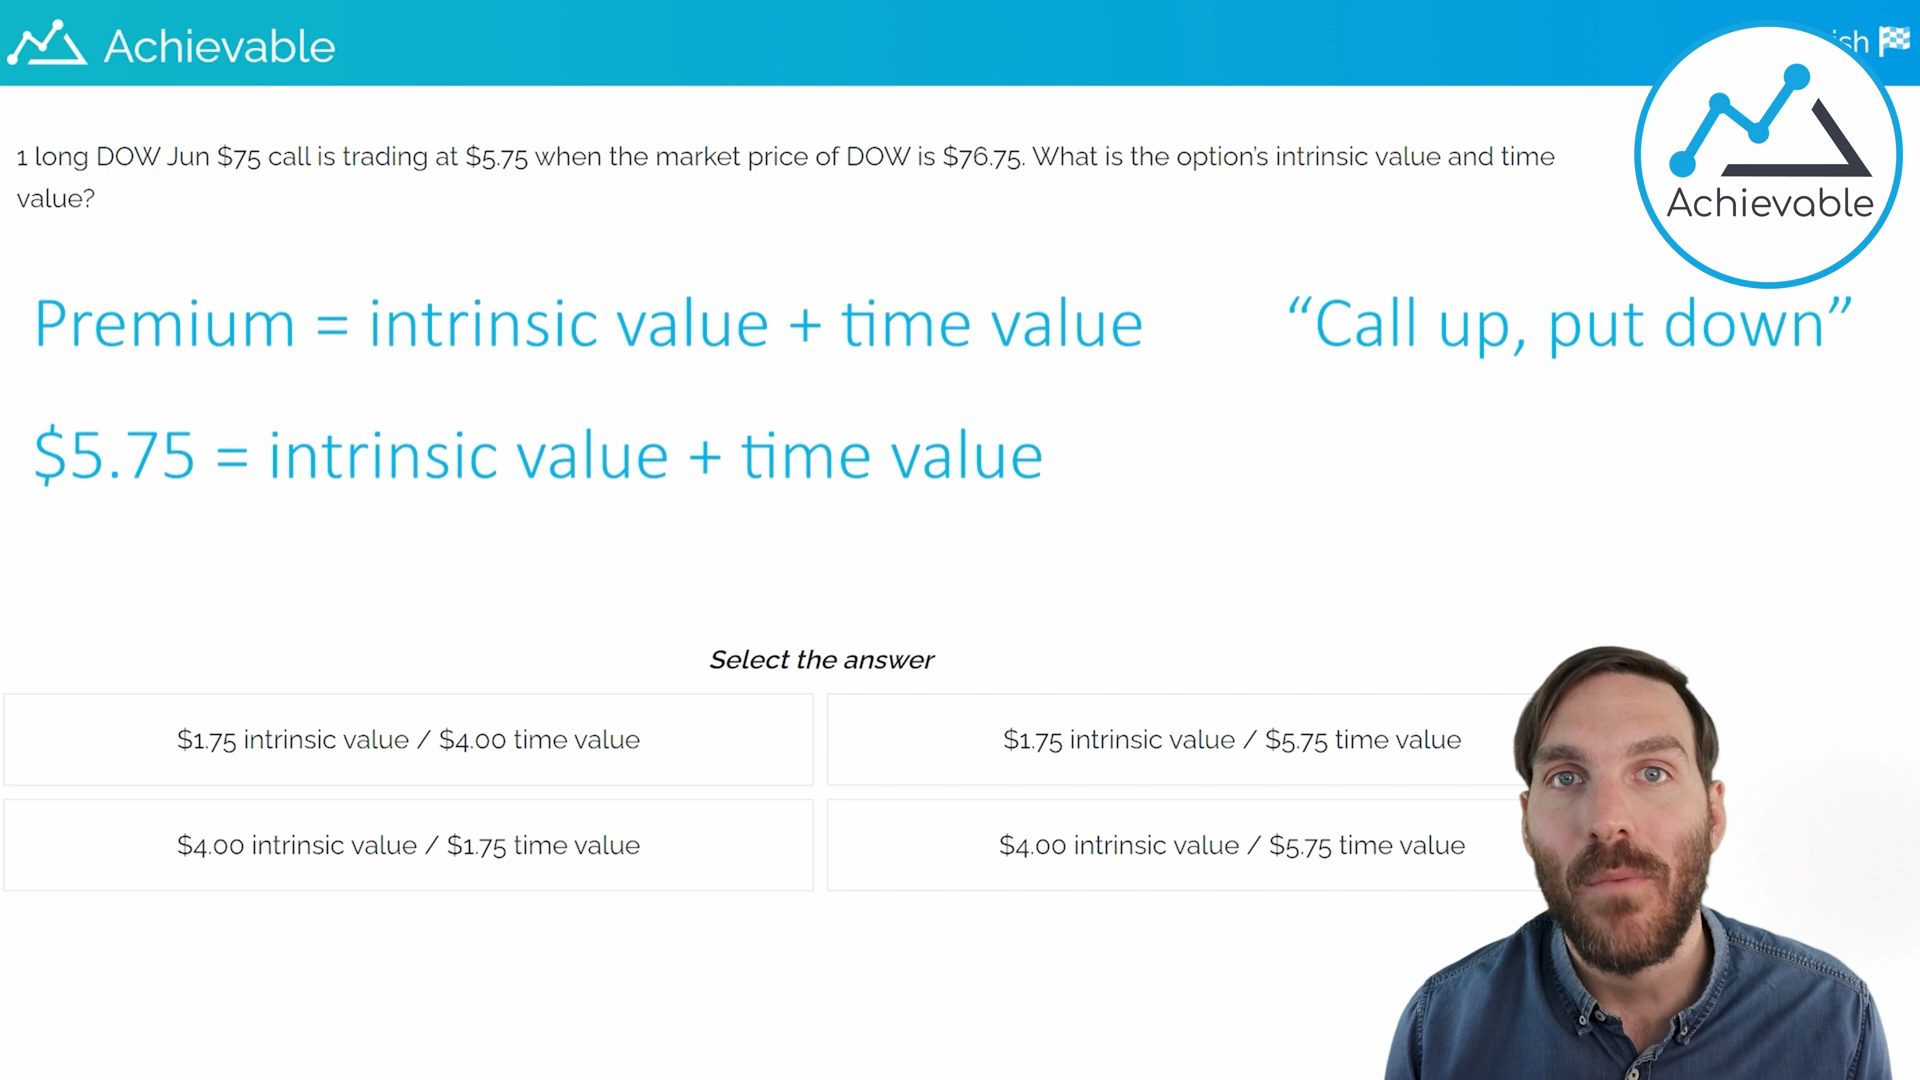 Achievable
ish
Achievable
1 long DOW Jun $75 call is trading at $5.75 when the market price of DOW is $76.75. What is the option's intrinsic value and time
value?
Premium = intrinsic value + time value
“Call up, put down”
$5.75 = intrinsic value + time value
Select the answer
$1.75 intrinsic value / $4.00 time value
$1.75 intrinsic value / $5.75 time value
$4.00 intrinsic value / $1.75 time value
$4.00 intrinsic value / $5.75 time value